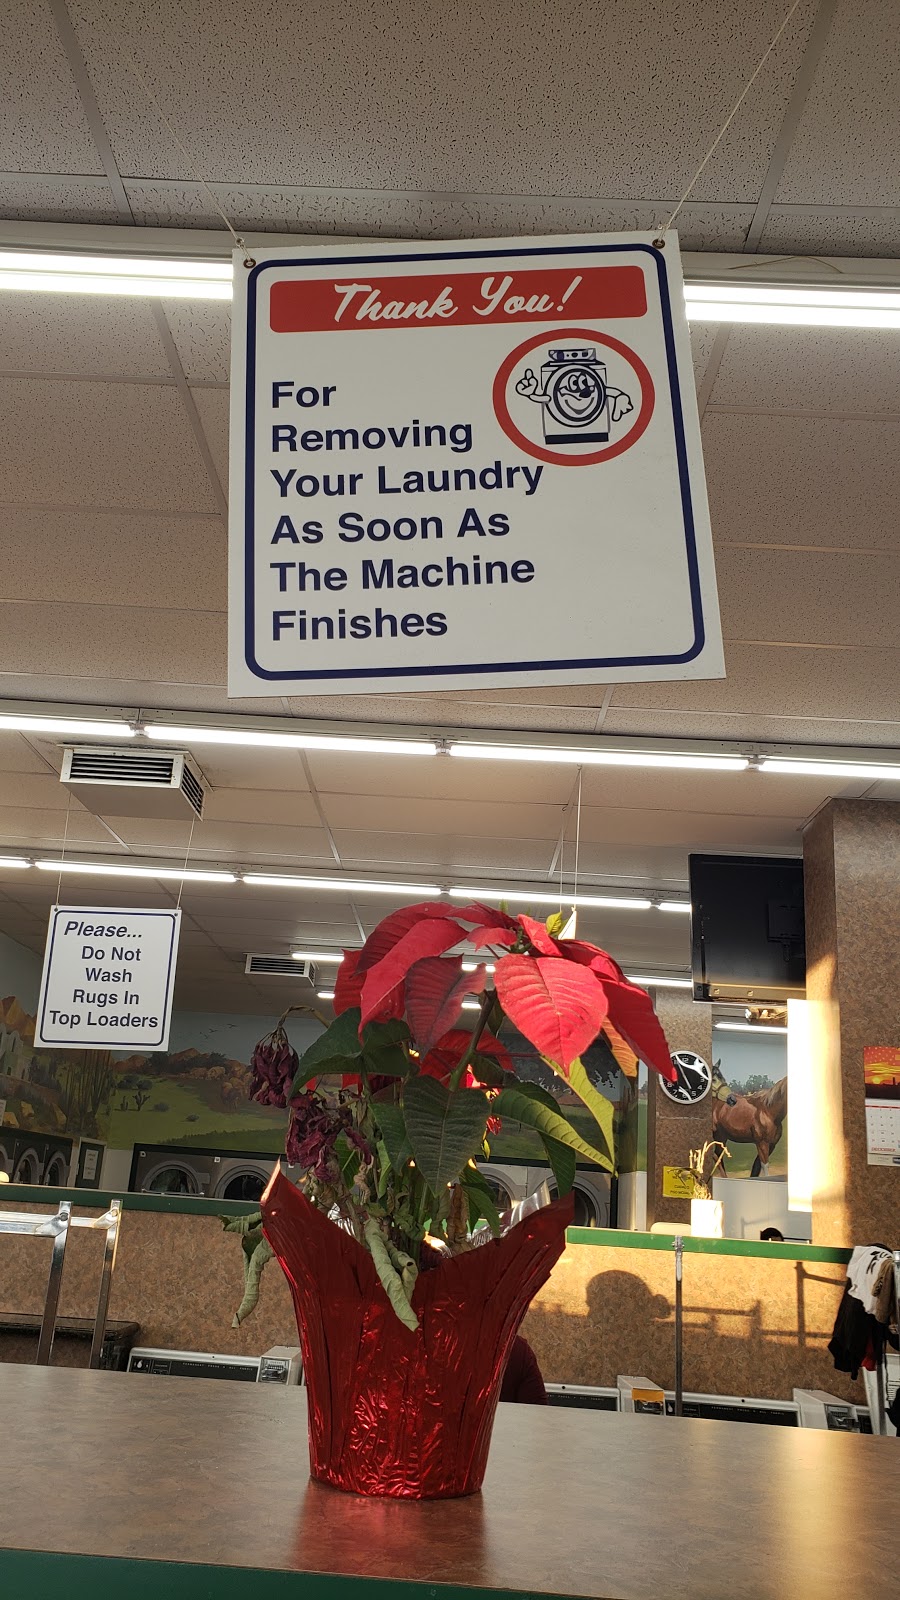 Thank You!
For
Removing
Your Laundry
As Soon As
The Machine
Finishes
Please...
Do Not
Wash
Rugs In
Top Loaders